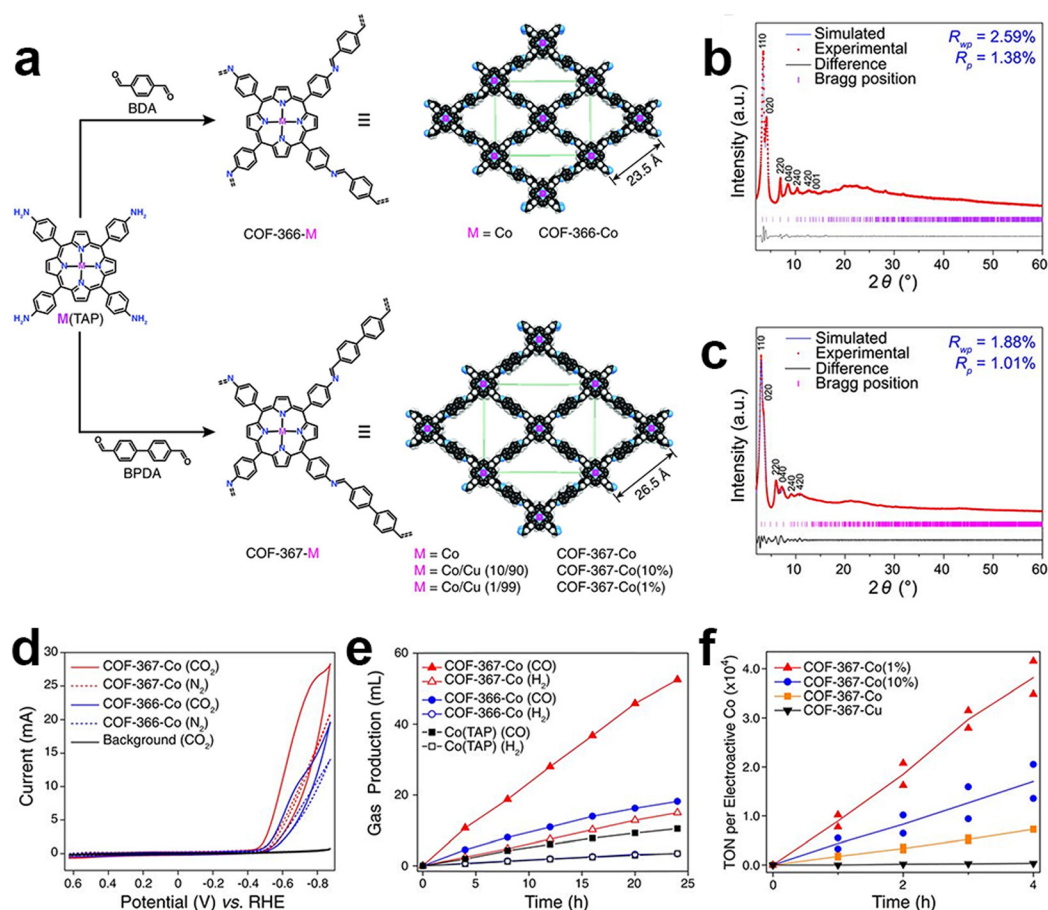 a
BDA
COF-366-M
≡
23.5 Å
M = Co COF-366-Co
NH₂
H₂N
M(TAP)
BPDA
COF-367-M
≡
26.5 Å
M = Co COF-367-Co
M = Co/Cu (10/90) COF-367-Co(10%)
M = Co/Cu (1/99) COF-367-Co(1%)
b
Simulated
Experimental
Difference
Bragg position
Rwp = 2.59%
Rp = 1.38%
110
020
220
040
240
420
001
Intensity (a.u.)
10 20 30 40 50 60
2θ (°)
c
Simulated
Experimental
Difference
Bragg position
Rwp = 1.88%
Rp = 1.01%
110
020
220
040
240
420
Intensity (a.u.)
10 20 30 40 50 60
2θ (°)
d
COF-367-Co (CO₂)
COF-367-Co (N₂)
COF-366-Co (CO₂)
COF-366-Co (N₂)
Background (CO₂)
Current (mA)
30
25
20
15
10
5
0
0.6 0.4 0.2 0 -0.2 -0.4 -0.6 -0.8
Potential (V) vs. RHE
e
COF-367-Co (CO)
COF-367-Co (H₂)
COF-366-Co (CO)
COF-366-Co (H₂)
Co(TAP) (CO)
Co(TAP) (H₂)
Gas Production (mL)
60
40
20
0
0 5 10 15 20 25
Time (h)
f
COF-367-Co(1%)
COF-367-Co(10%)
COF-367-Co
COF-367-Cu
TON per Electroactive Co (x10⁴)
4.0
3.0
2.0
1.0
0.0
0 1 2 3 4
Time (h)